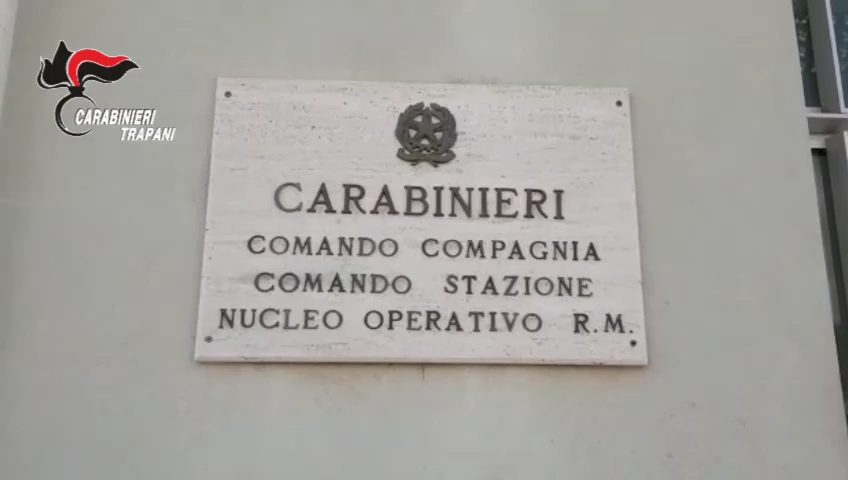 CARABINIERI
TRAPANI
CARABINIERI
COMANDO COMPAGNIA
COMANDO STAZIONE
NUCLEO OPERATIVO R.M.